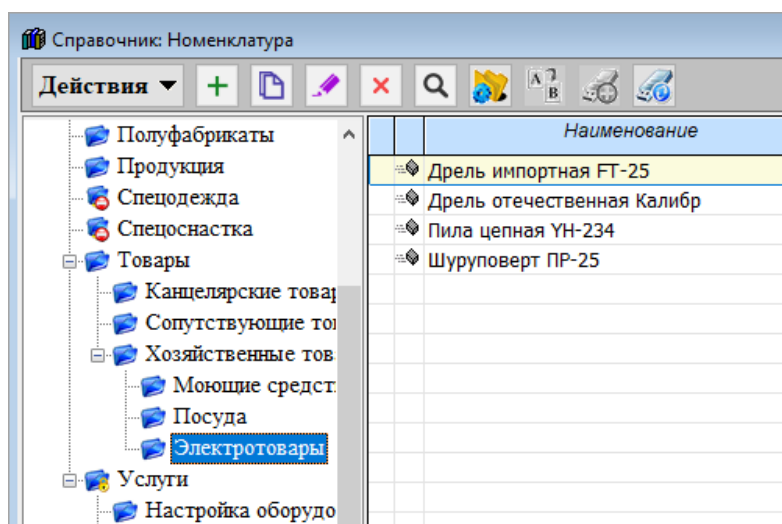 Справочник: Номенклатура
Действия
Полуфабрикаты
Продукция
Спецодежда
Спецоснастка
Товары
Канцелярские товар
Сопутствующие то
Хозяйственные тов
Моющие средст
Посуда
Электротовары
Услуги
Настройка оборудо
Наименование
Дрель импортная FT-25
Дрель отечественная Калибр
Пила цепная YH-234
Шуруповерт ПР-25